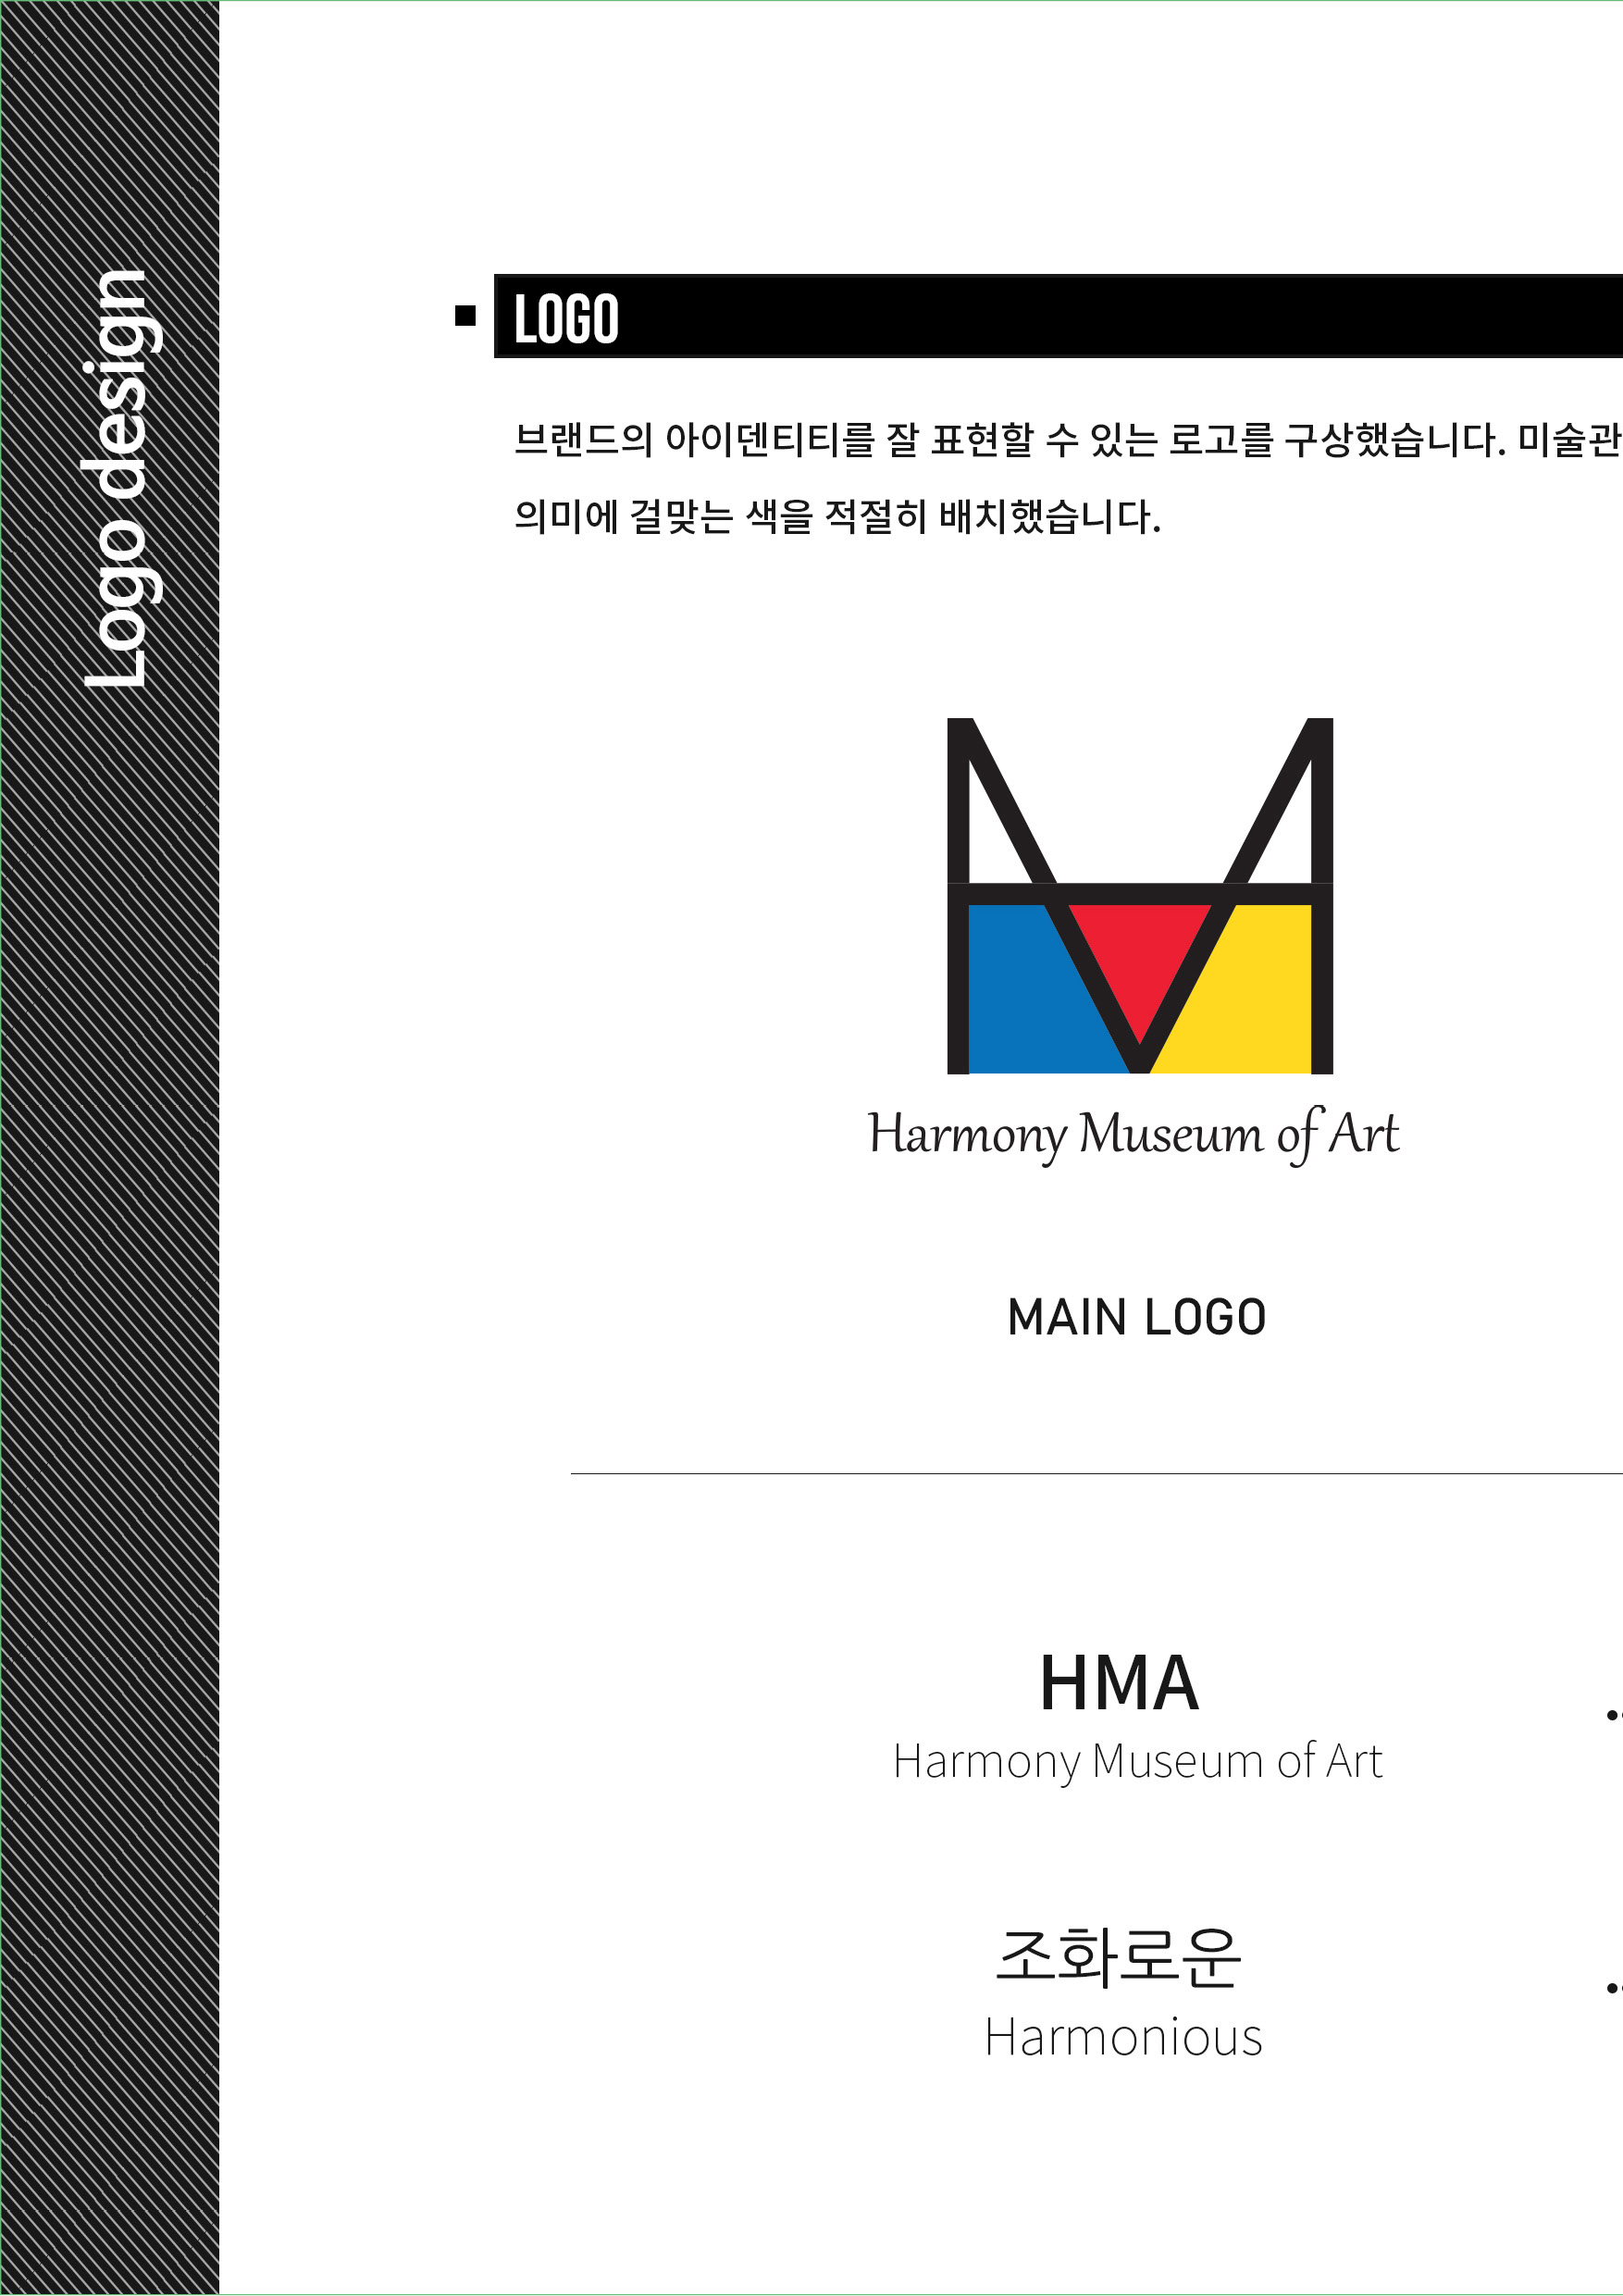 Logo design
LOGO
브랜드의 아이덴티티를 잘 표현할 수 있는 로고를 구상했습니다. 미술관
의미에 걸맞는 색을 적절히 배치했습니다.
Harmony Museum of Art
MAIN LOGO
HMA
Harmony Museum of Art
조화로운
Harmonious